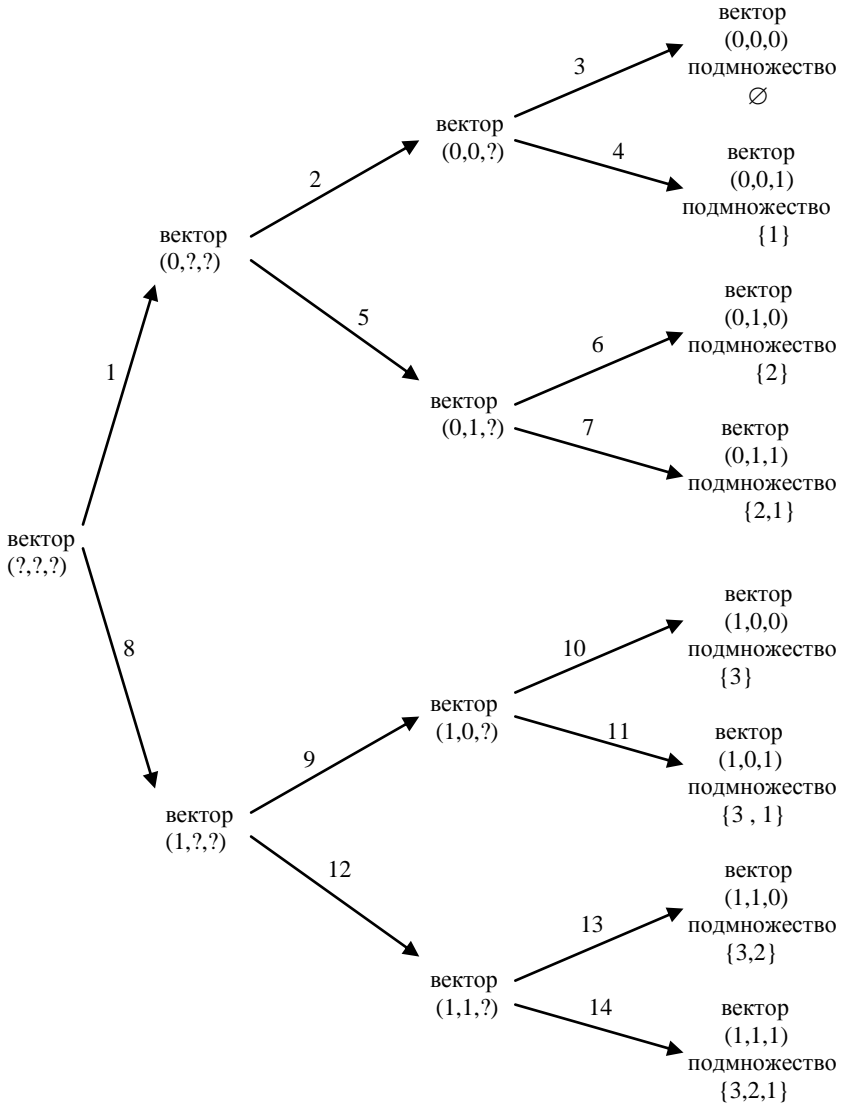 вектор
(0,0,0)
подмножество
∅
3
вектор
(0,0,?)
4
вектор
(0,0,1)
подмножество
{1}
2
вектор
(0,?,?)
5
вектор
(0,1,0)
подмножество
{2}
6
1
вектор
(0,1,?)
7
вектор
(0,1,1)
подмножество
{2,1}
вектор
(?,?,?)
8
вектор
(1,0,0)
подмножество
{3}
10
вектор
(1,0,?)
11
вектор
(1,0,1)
подмножество
{3 , 1}
9
вектор
(1,?,?)
12
вектор
(1,1,0)
подмножество
{3,2}
13
вектор
(1,1,?)
14
вектор
(1,1,1)
подмножество
{3,2,1}